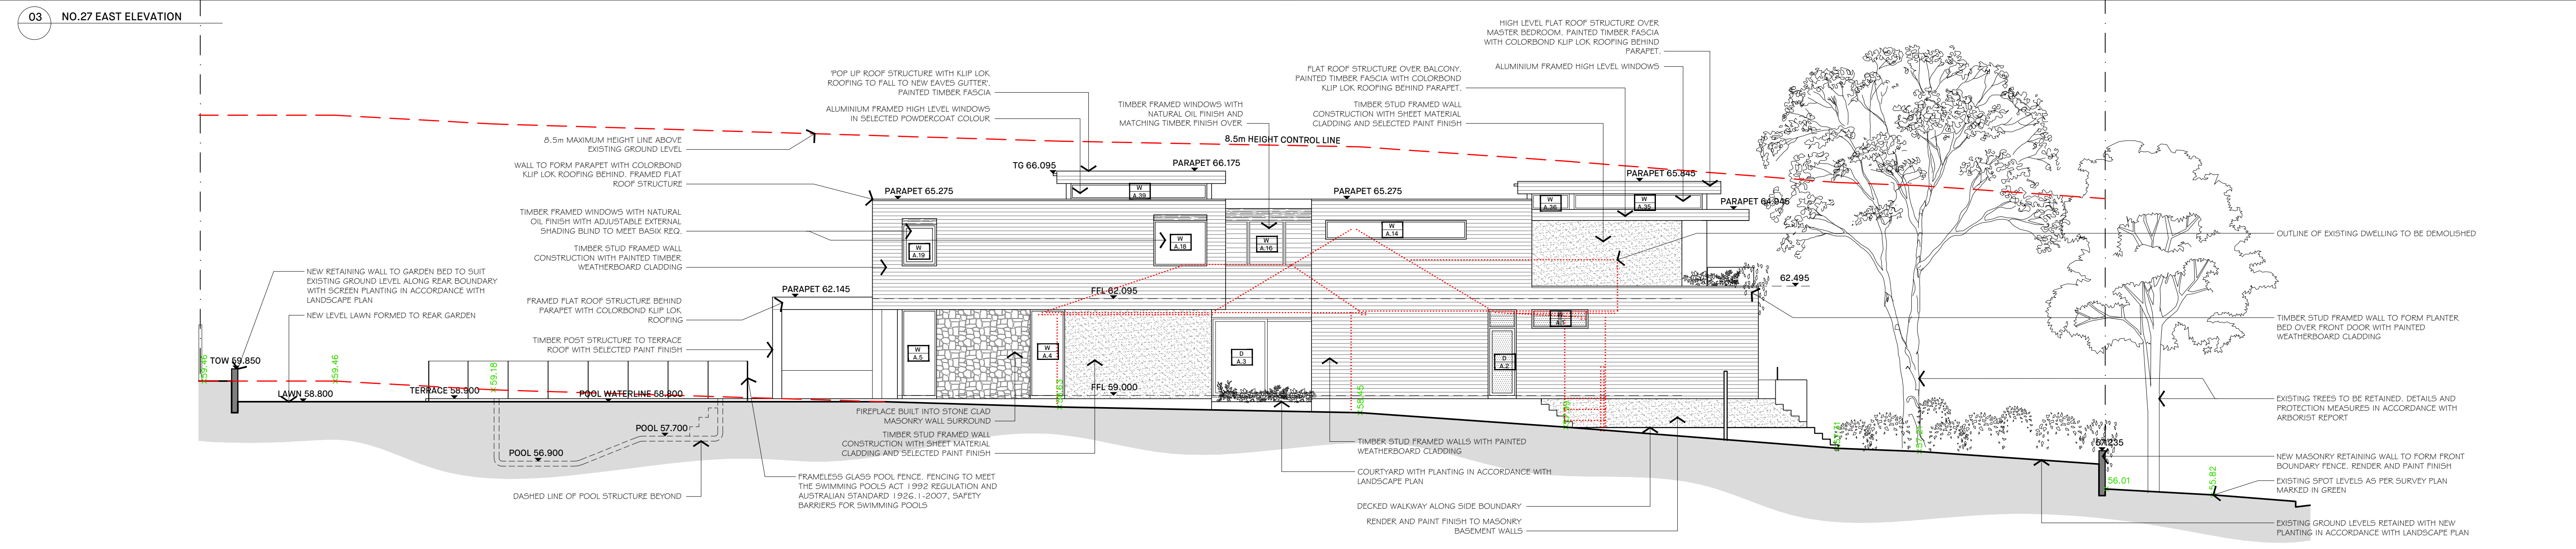 03
NO.27 EAST ELEVATION
HIGH LEVEL FLAT ROOF STRUCTURE OVER
MASTER BEDROOM. PAINTED TIMBER FASCIA
WITH COLORBOND KLIP LOK ROOFING BEHIND
PARAPET.
ALUMINIUM FRAMED HIGH LEVEL WINDOWS
FLAT ROOF STRUCTURE OVER BALCONY.
PAINTED TIMBER FASCIA WITH COLORBOND
KLIP LOK ROOFING BEHIND PARAPET.
TIMBER STUD FRAMED WALL
CONSTRUCTION WITH SHEET MATERIAL
CLADDING AND SELECTED PAINT FINISH
TIMBER FRAMED WINDOWS WITH
NATURAL OIL FINISH AND
MATCHING TIMBER FINISH OVER
'POP UP ROOF STRUCTURE WITH KLIP LOK
ROOFING TO FALL TO NEW EAVES GUTTER'.
PAINTED TIMBER FASCIA
ALUMINIUM FRAMED HIGH LEVEL WINDOWS
IN SELECTED POWDERCOAT COLOUR
8.5m MAXIMUM HEIGHT LINE ABOVE
EXISTING GROUND LEVEL
WALL TO FORM PARAPET WITH COLORBOND
KLIP LOK ROOFING BEHIND. FRAMED FLAT
ROOF STRUCTURE
TIMBER FRAMED WINDOWS WITH NATURAL
OIL FINISH WITH ADJUSTABLE EXTERNAL
SHADING BLIND TO MEET BASIX REQ.
TIMBER STUD FRAMED WALL
CONSTRUCTION WITH PAINTED TIMBER
WEATHERBOARD CLADDING
FRAMED FLAT ROOF STRUCTURE BEHIND
PARAPET WITH COLORBOND KLIP LOK
ROOFING
TIMBER POST STRUCTURE TO TERRACE
ROOF WITH SELECTED PAINT FINISH
NEW RETAINING WALL TO GARDEN BED TO SUIT
EXISTING GROUND LEVEL ALONG REAR BOUNDARY
WITH SCREEN PLANTING IN ACCORDANCE WITH
LANDSCAPE PLAN
NEW LEVEL LAWN FORMED TO REAR GARDEN
8.5m HEIGHT CONTROL LINE
TG 66.095
PARAPET 66.175
PARAPET 65.275
PARAPET 65.275
PARAPET 65.845
PARAPET 64.945
PARAPET 62.145
62.495
FFL 62.095
FFL 59.000
W
A.39
W
A.36
W
A.35
W
A.19
W
A.18
W
A.16
W
A.14
W
A.5
W
A.4
D
A.3
D
A.2
TOW 59.850
LAWN 58.800
TERRACE 58.900
POOL WATERLINE 58.800
POOL 57.700
POOL 56.900
59.46
59.46
59.18
58.45
56.01
55.82
FIREPLACE BUILT INTO STONE CLAD
MASONRY WALL SURROUND
TIMBER STUD FRAMED WALL
CONSTRUCTION WITH SHEET MATERIAL
CLADDING AND SELECTED PAINT FINISH
DASHED LINE OF POOL STRUCTURE BEYOND
FRAMELESS GLASS POOL FENCE. FENCING TO MEET
THE SWIMMING POOLS ACT 1992 REGULATION AND
AUSTRALIAN STANDARD 1926.1-2007, SAFETY
BARRIERS FOR SWIMMING POOLS
TIMBER STUD FRAMED WALLS WITH PAINTED
WEATHERBOARD CLADDING
COURTYARD WITH PLANTING IN ACCORDANCE WITH
LANDSCAPE PLAN
DECKED WALKWAY ALONG SIDE BOUNDARY
RENDER AND PAINT FINISH TO MASONRY
BASEMENT WALLS
OUTLINE OF EXISTING DWELLING TO BE DEMOLISHED
TIMBER STUD FRAMED WALL TO FORM PLANTER
BED OVER FRONT DOOR WITH PAINTED
WEATHERBOARD CLADDING
EXISTING TREES TO BE RETAINED. DETAILS AND
PROTECTION MEASURES IN ACCORDANCE WITH
ARBORIST REPORT
NEW MASONRY RETAINING WALL TO FORM FRONT
BOUNDARY FENCE. RENDER AND PAINT FINISH
EXISTING SPOT LEVELS AS PER SURVEY PLAN
MARKED IN GREEN
EXISTING GROUND LEVELS RETAINED WITH NEW
PLANTING IN ACCORDANCE WITH LANDSCAPE PLAN